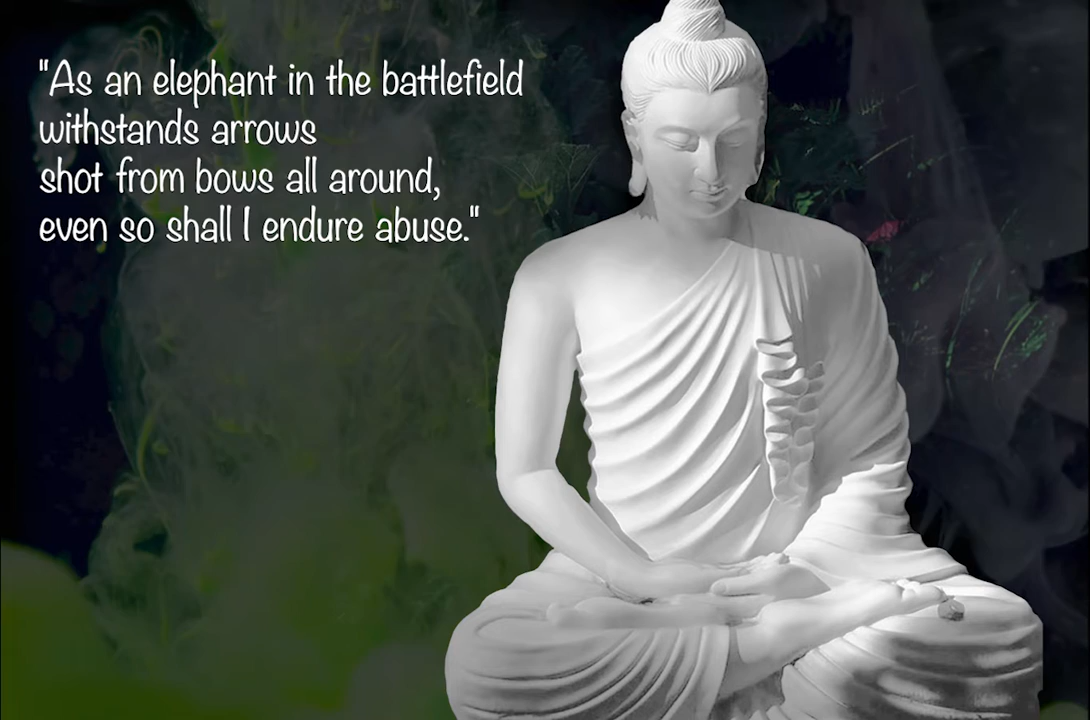 "As an elephant in the battlefield
withstands arrows
shot from bows all around,
even so shall I endure abuse."